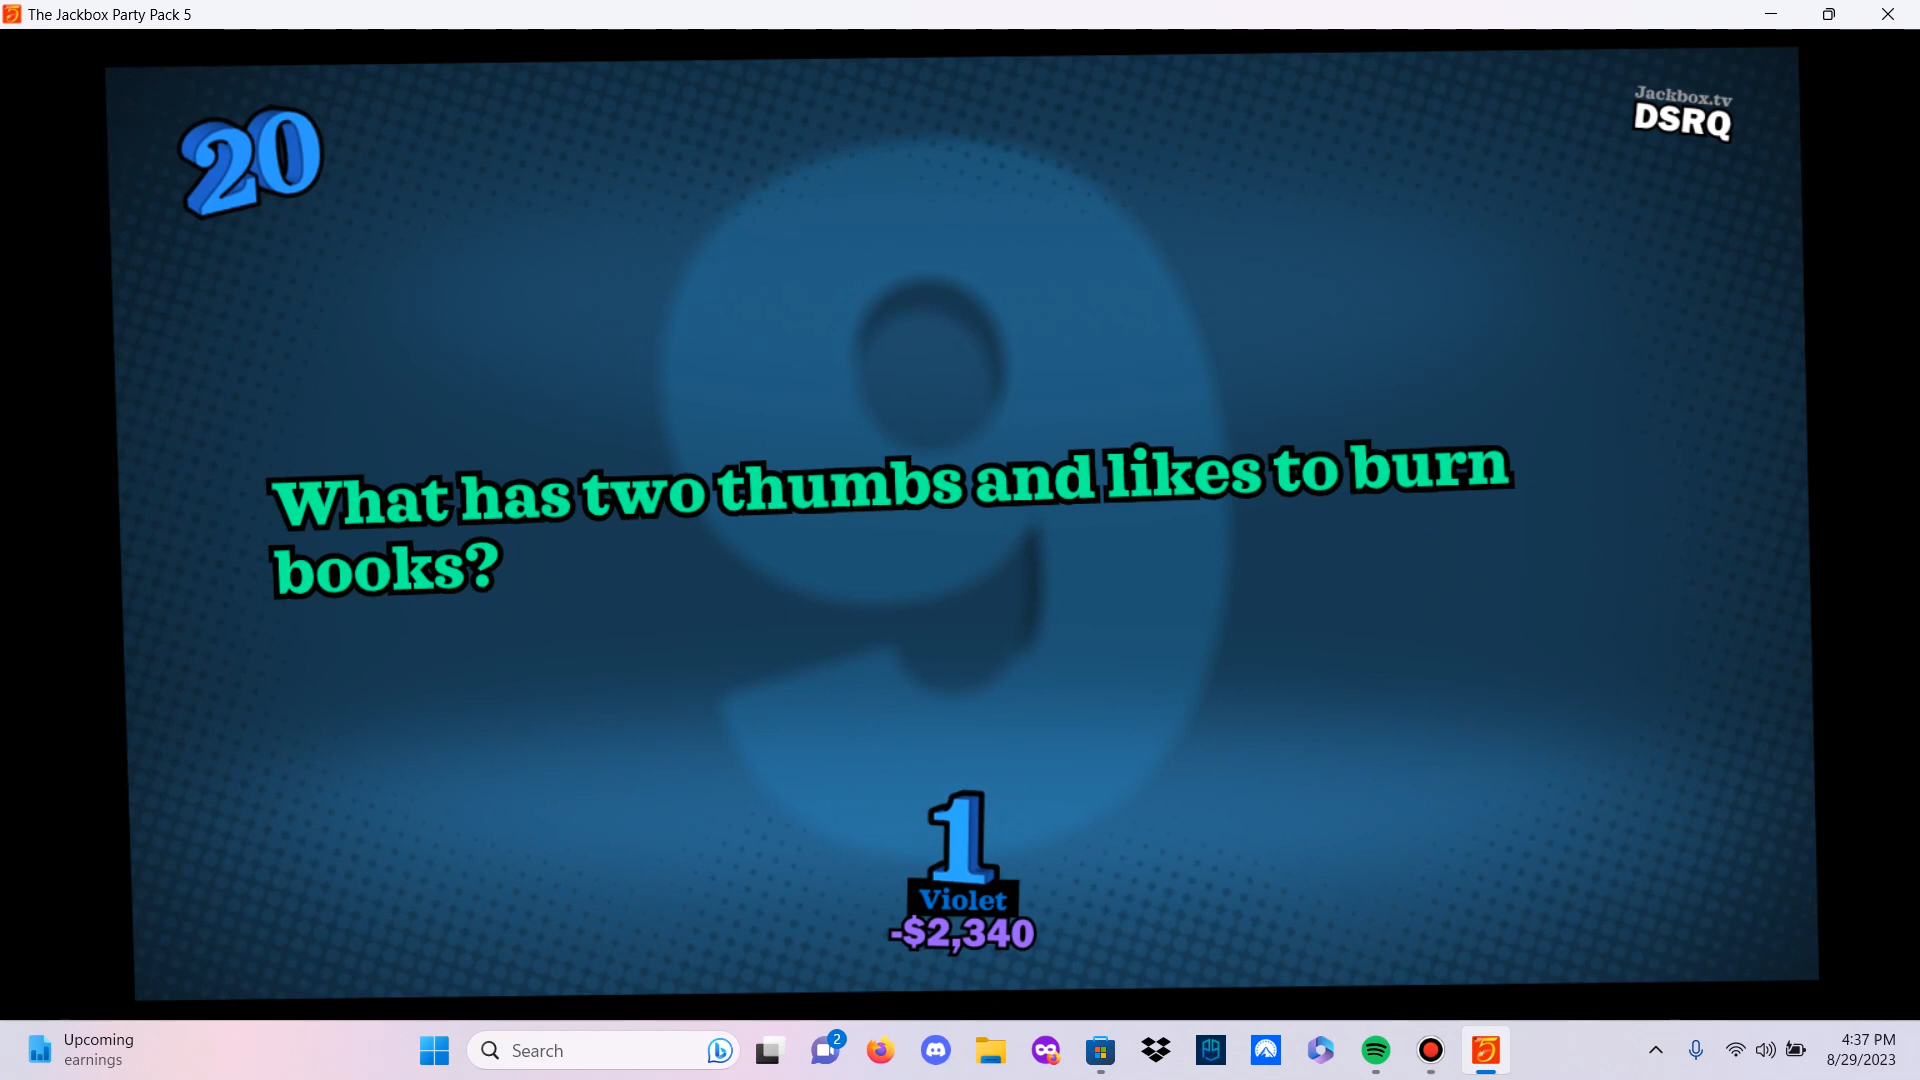 The Jackbox Party Pack 5
20
Jackbox.tv
DSRQ
9
What has two thumbs and likes to burn
books?
1
Violet
-$2,340
Upcoming
earnings
Search
2
4:37 PM
8/29/2023